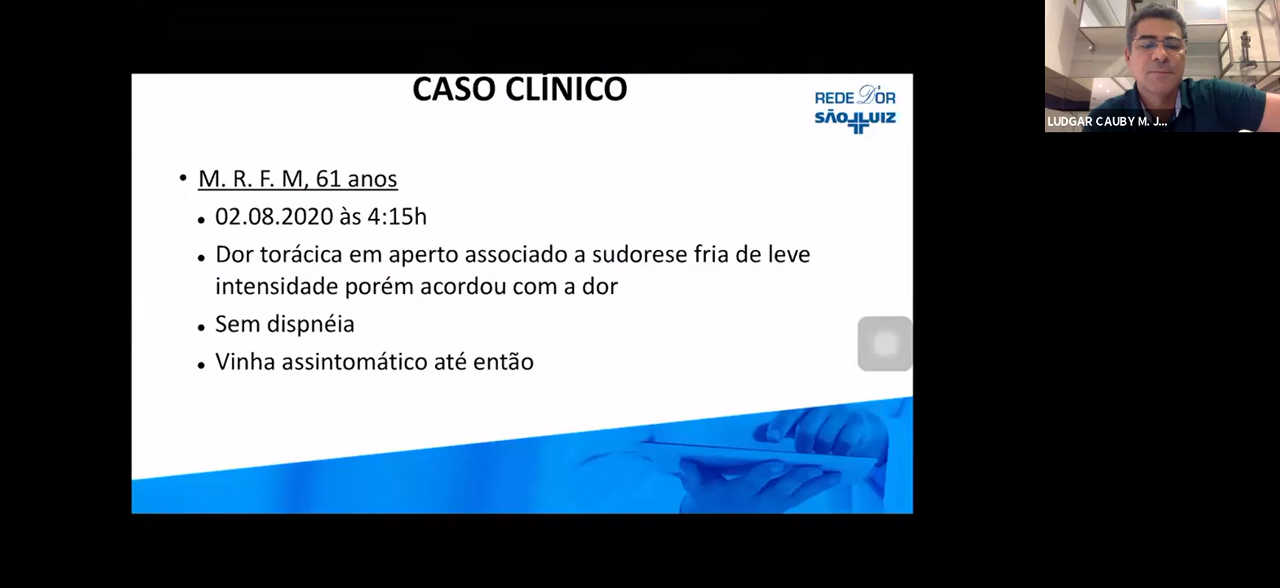 CASO CLÍNICO
REDE D'OR
SÃO LUIZ
• M. R. F. M, 61 anos
• 02.08.2020 às 4:15h
• Dor torácica em aperto associado a sudorese fria de leve
intensidade porém acordou com a dor
• Sem dispnéia
• Vinha assintomático até então
LUDGAR CAUBY M. J...